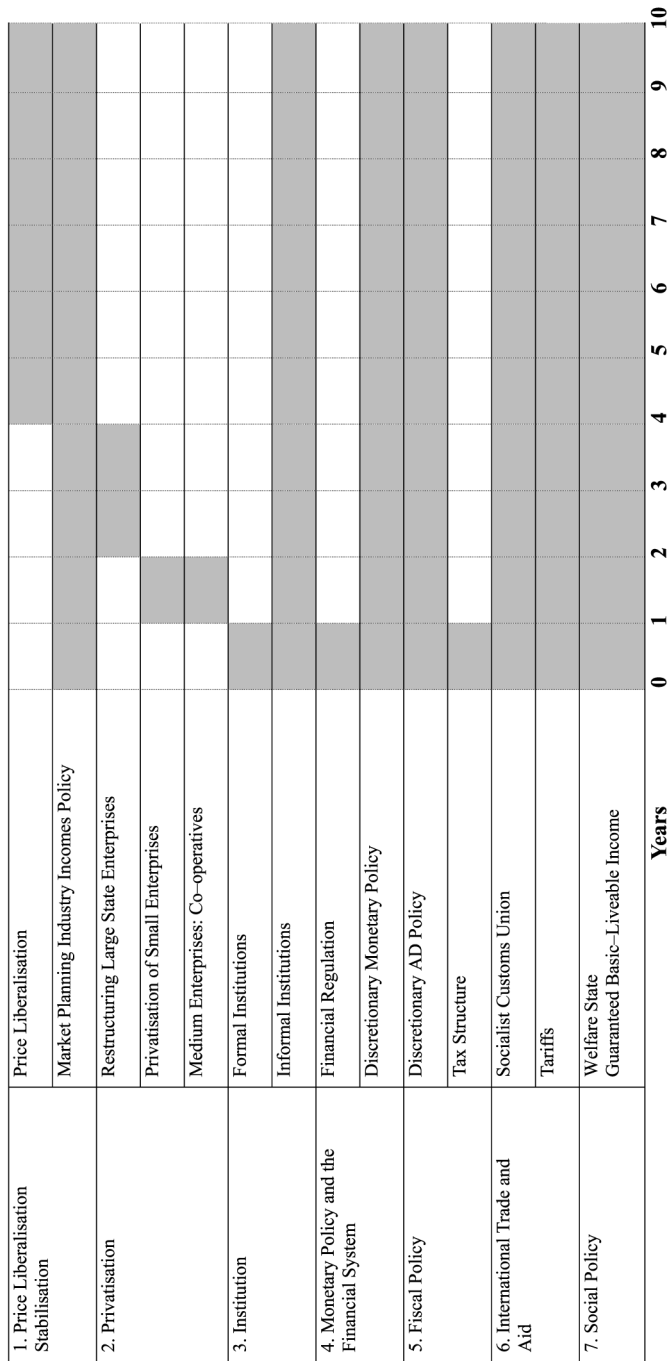 1. Price Liberalisation
Stabilisation
Price Liberalisation
Market Planning Industry Incomes Policy
2. Privatisation
Restructuring Large State Enterprises
Privatisation of Small Enterprises
Medium Enterprises: Co–operatives
3. Institution
Formal Institutions
Informal Institutions
4. Monetary Policy and the
Financial System
Financial Regulation
Discretionary Monetary Policy
5. Fiscal Policy
Discretionary AD Policy
Tax Structure
6. International Trade and
Aid
Socialist Customs Union
Tariffs
7. Social Policy
Welfare State
Guaranteed Basic–Liveable Income
Years
0 1 2 3 4 5 6 7 8 9 10